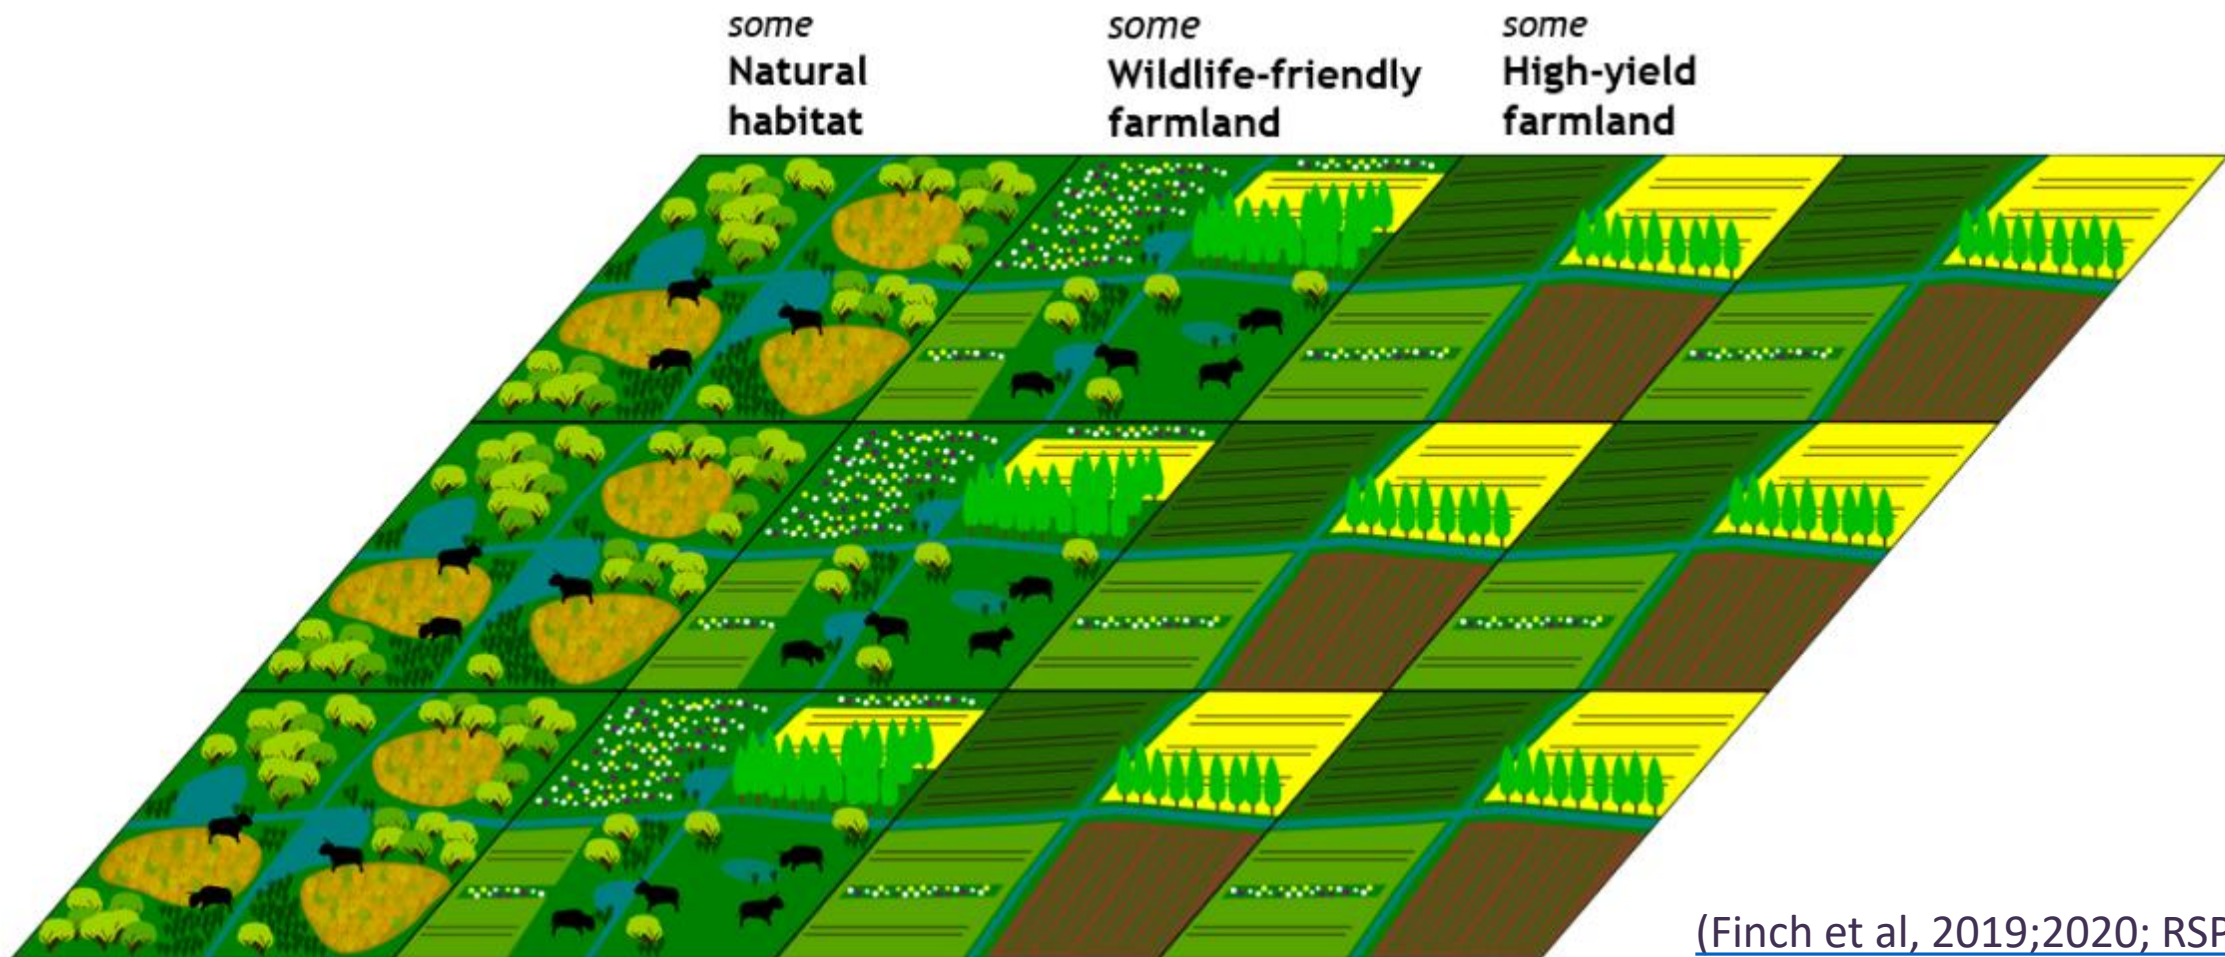 some
Natural
habitat
some
Wildlife-friendly
farmland
some
High-yield
farmland
(Finch et al, 2019;2020; RSP